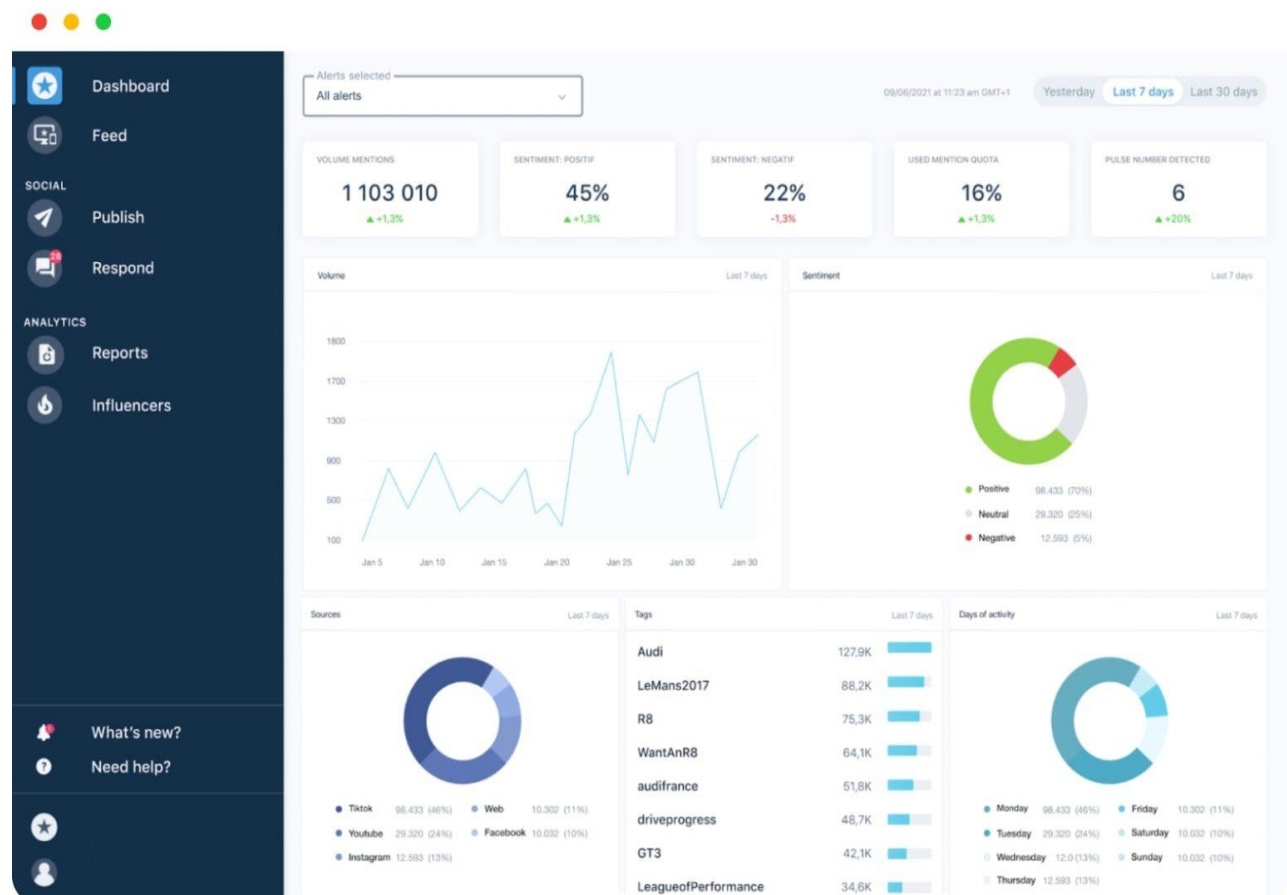 Dashboard
Feed
SOCIAL
Publish
Respond
28
ANALYTICS
Reports
Influencers
What's new?
Need help?
Alerts selected
All alerts
09/06/2021 at 11:23 am GMT+1
Yesterday Last 7 days Last 30 days
VOLUME MENTIONS
1 103 010
▲ +1,3%
SENTIMENT: POSITIF
45%
▲ +1,3%
SENTIMENT: NEGATIF
22%
-1,3%
USED MENTION QUOTA
16%
▲ +1,3%
PULSE NUMBER DETECTED
6
▲ +20%
Volume Last 7 days
1800
1700
1300
900
500
100
Jan 5 Jan 10 Jan 15 Jan 20 Jan 25 Jan 30 Jan 30
Sentiment Last 7 days
Positive 98.433 (70%)
Neutral 29.320 (25%)
Negative 12.593 (5%)
Sources Last 7 days
Tiktok 98.433 (46%)
Youtube 29.320 (24%)
Instagram 12.593 (13%)
Web 10.302 (11%)
Facebook 10.032 (10%)
Tags Last 7 days
Audi 127,9K
LeMans2017 88,2K
R8 75,3K
WantAnR8 64,1K
audifrance 51,8K
driveprogress 48,7K
GT3 42,1K
LeagueofPerformance 34,6K
Days of activity Last 7 days
Monday 98.433 (46%)
Tuesday 29.320 (24%)
Wednesday 12.0 (13%)
Thursday 12.593 (13%)
Friday 10.302 (11%)
Saturday 10.032 (10%)
Sunday 10.032 (10%)